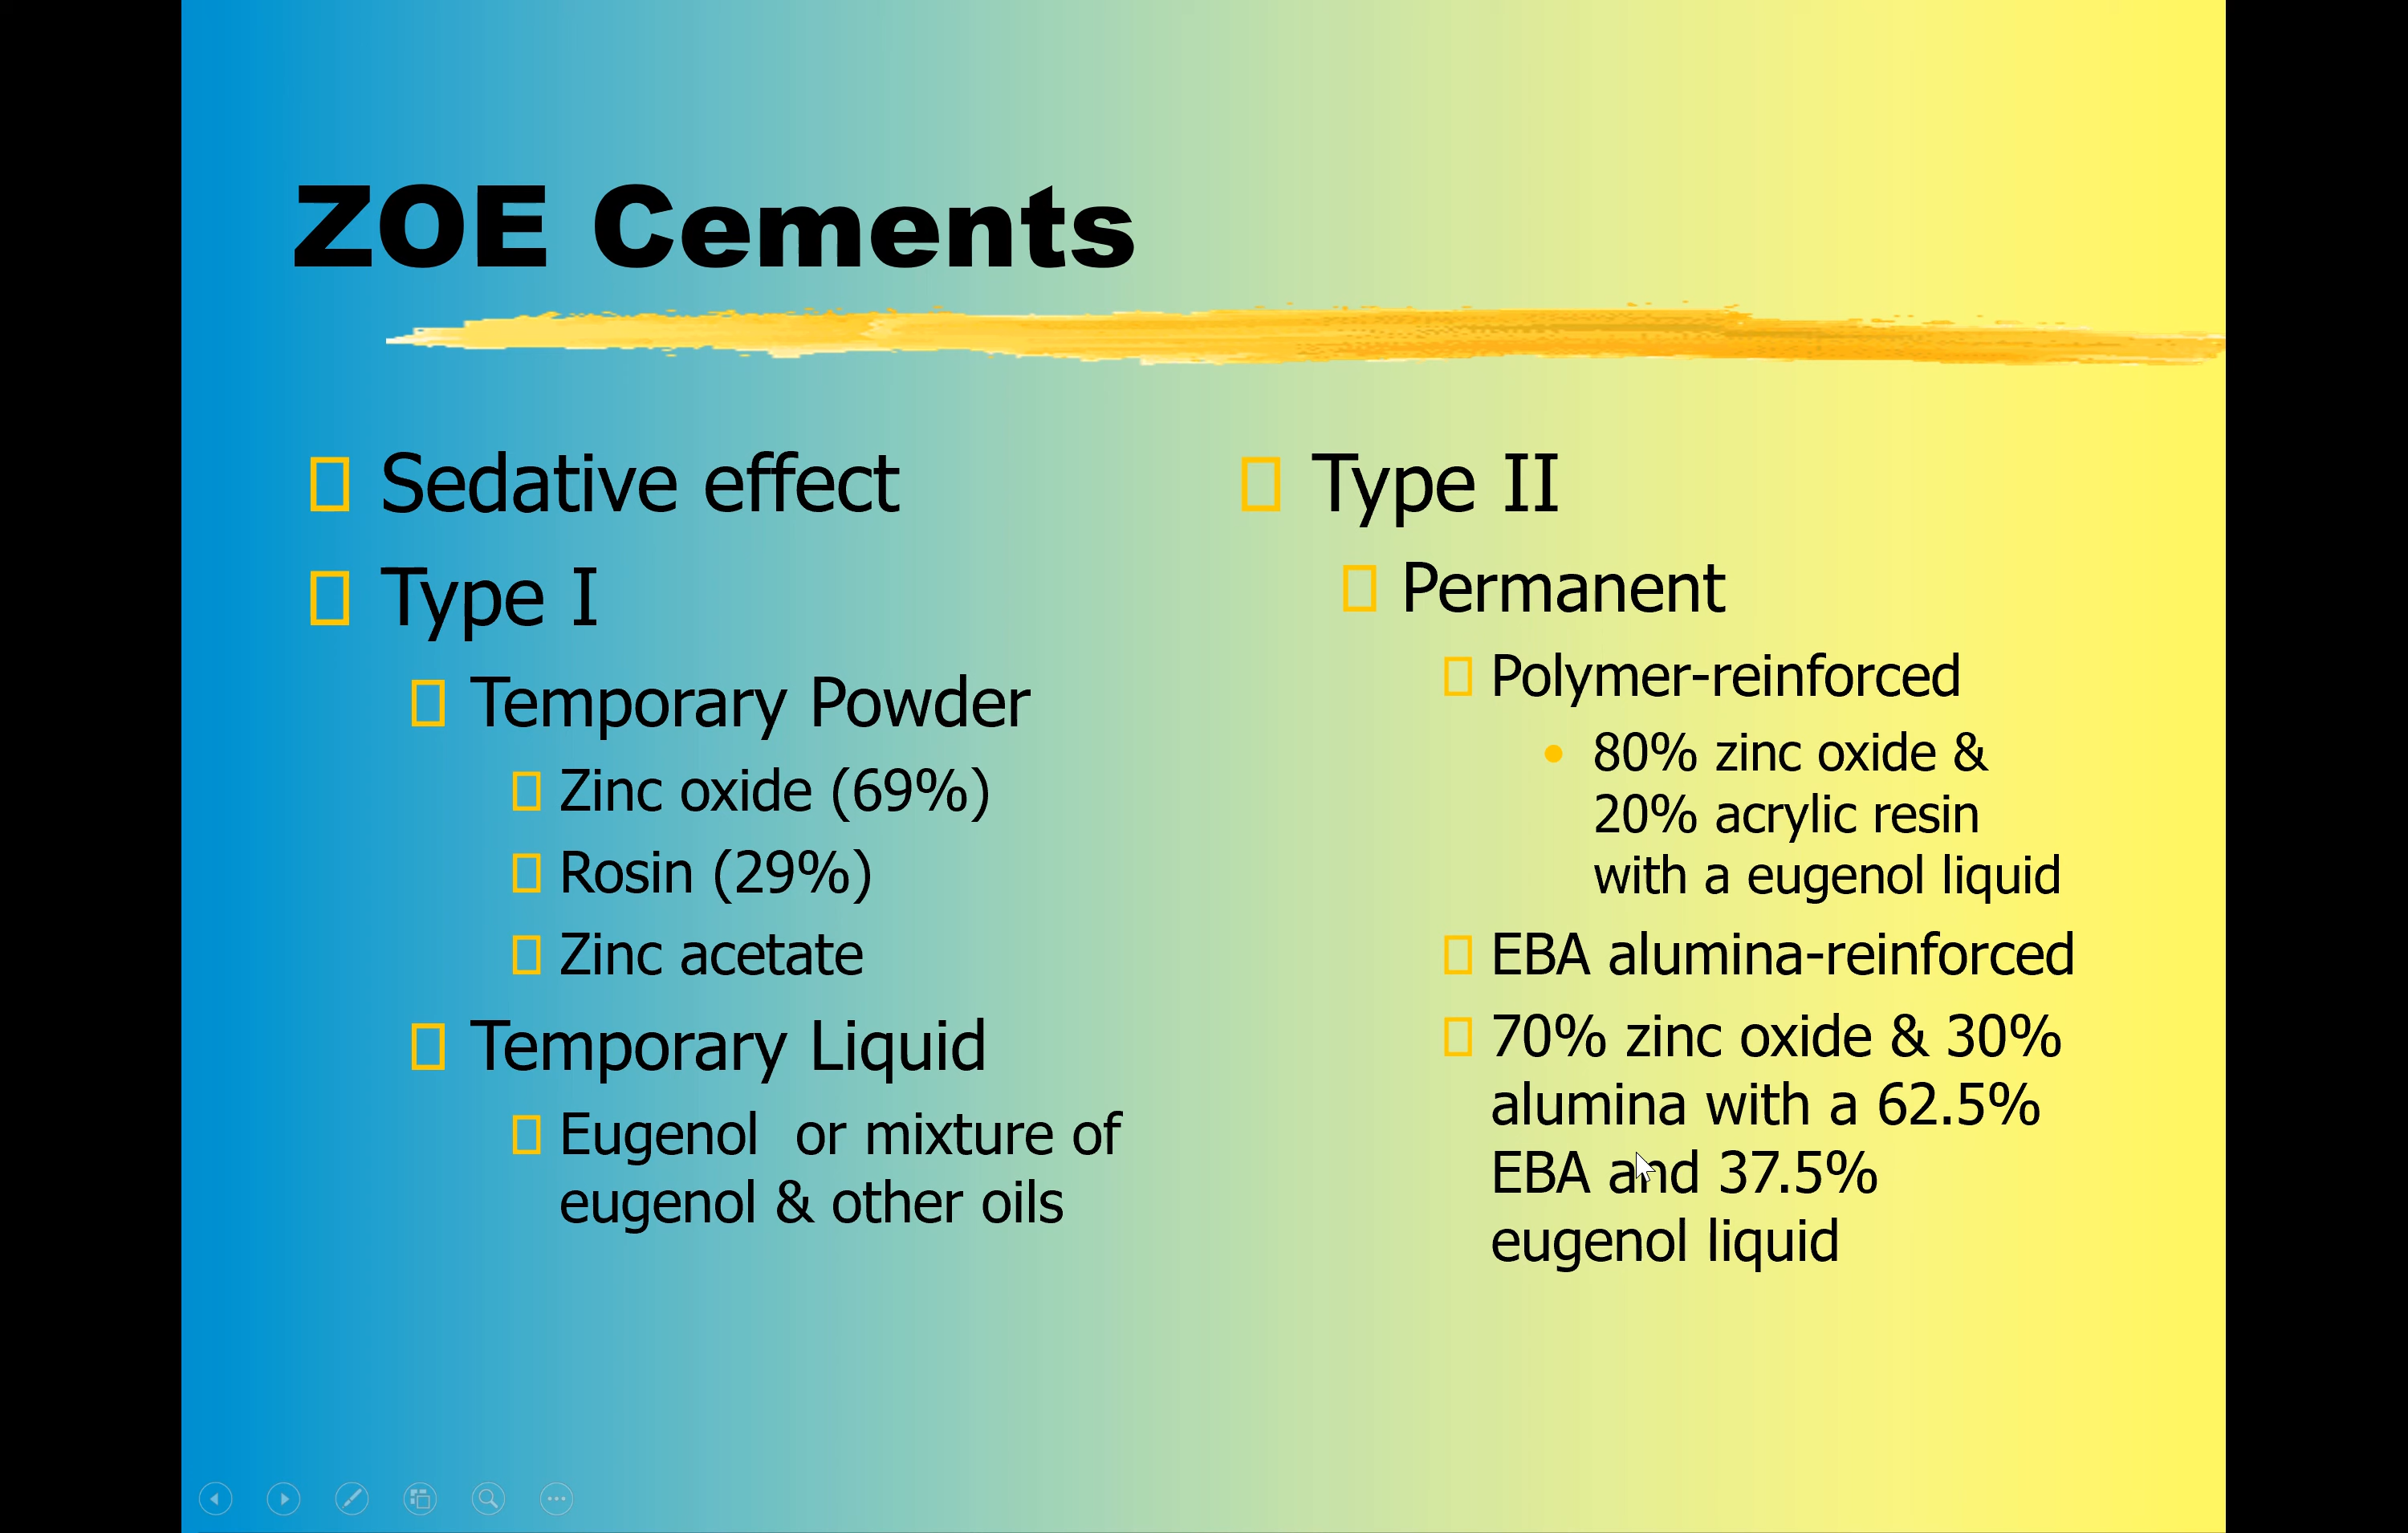 ZOE Cements
Sedative effect
Type I
Temporary Powder
Zinc oxide (69%)
Rosin (29%)
Zinc acetate
Temporary Liquid
Eugenol  or mixture of
eugenol & other oils
Type II
Permanent
Polymer-reinforced
80% zinc oxide &
20% acrylic resin
with a eugenol liquid
EBA alumina-reinforced
70% zinc oxide & 30%
alumina with a 62.5%
EBA and 37.5%
eugenol liquid